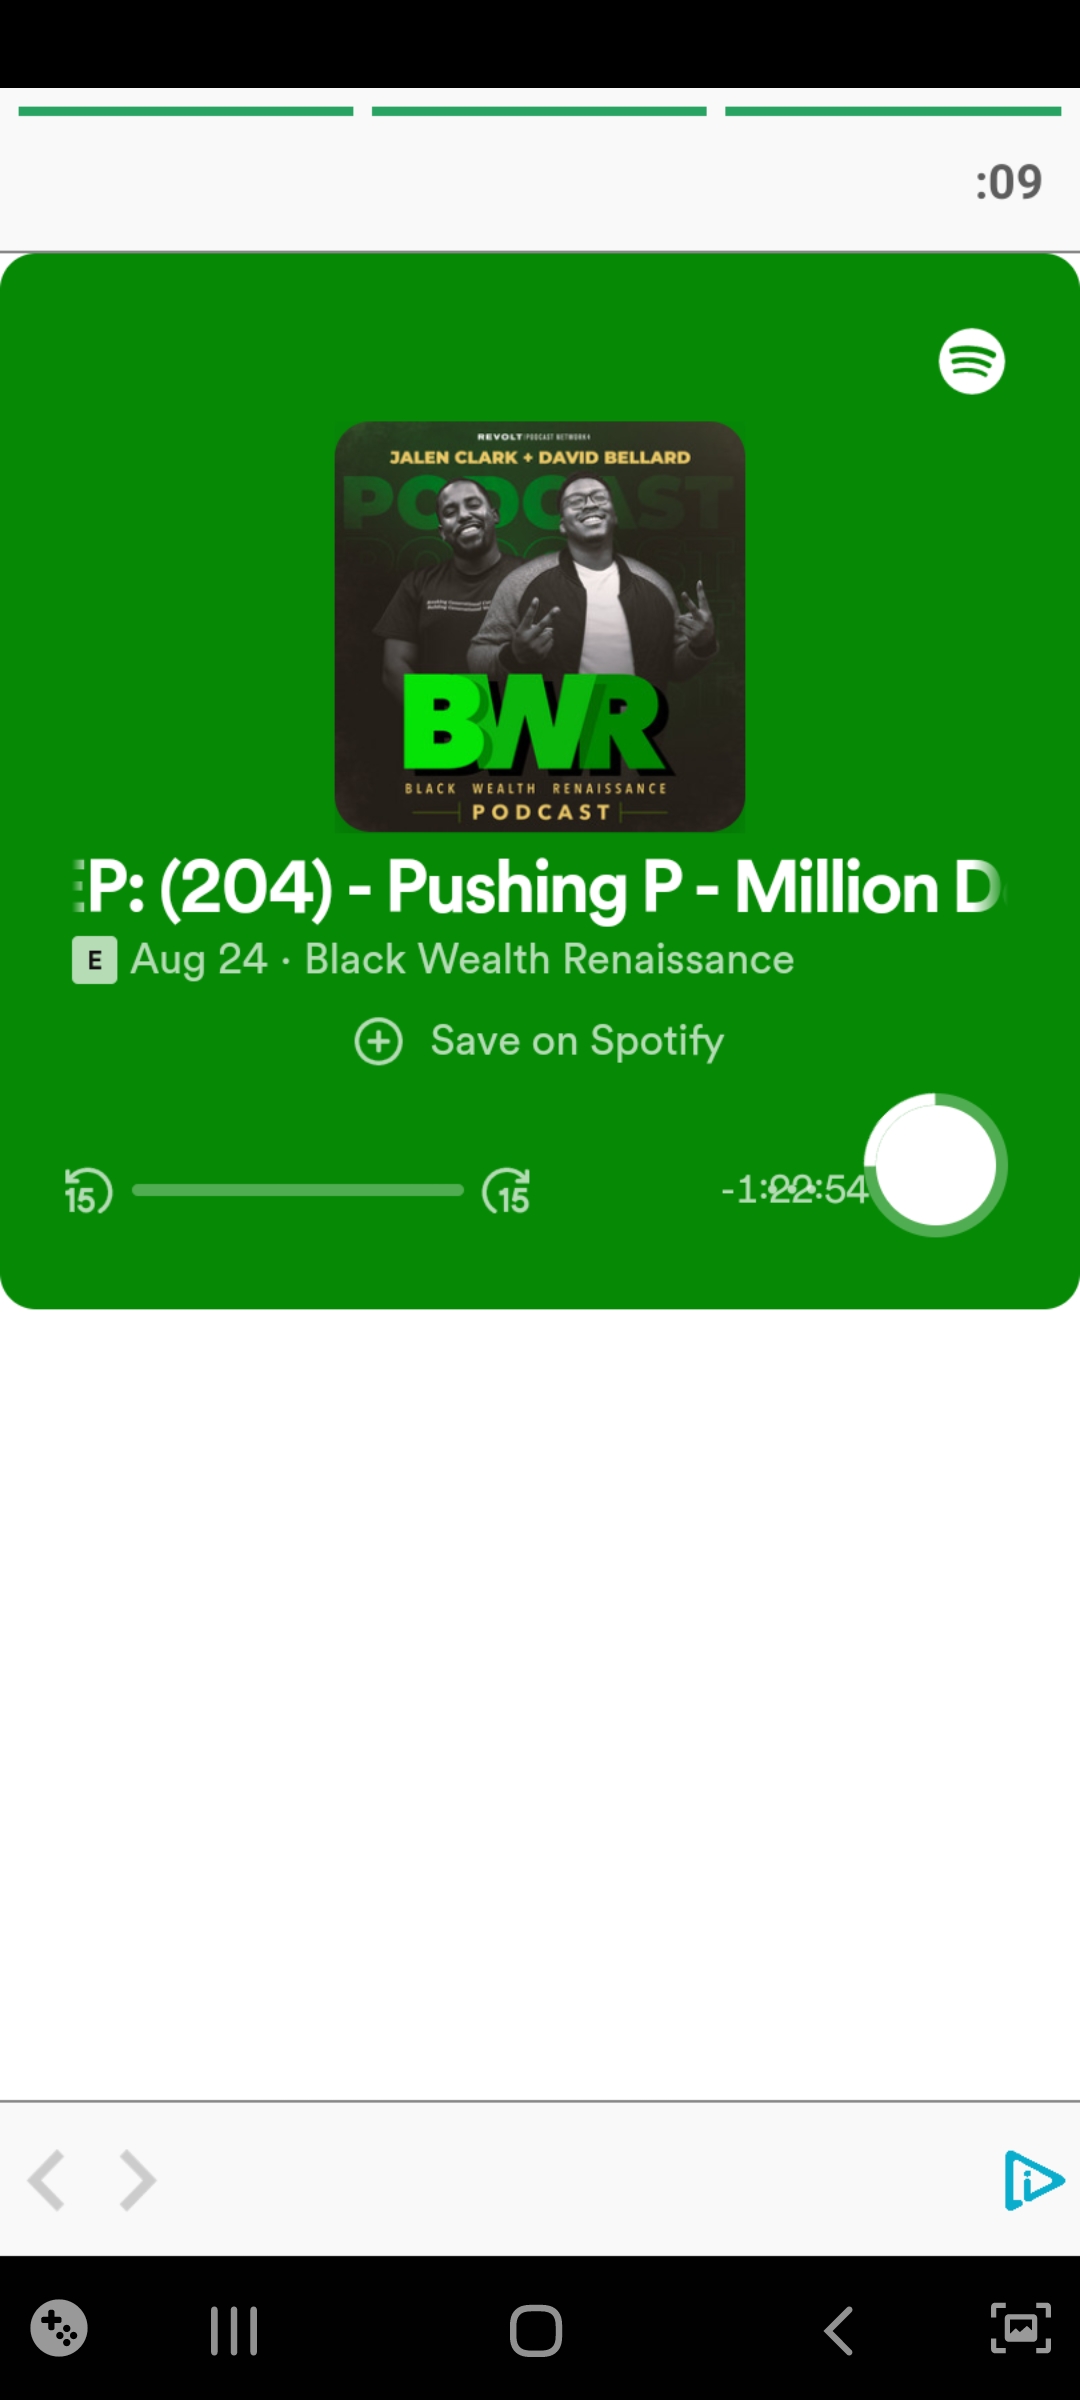 :09
REVOLT | PODCAST NETWORK
JALEN CLARK + DAVID BELLARD
PODCAST
BWR
BLACK WEALTH RENAISSANCE
PODCAST
EP: (204) - Pushing P - Million D
E Aug 24 · Black Wealth Renaissance
Save on Spotify
15
15
-1:22:54